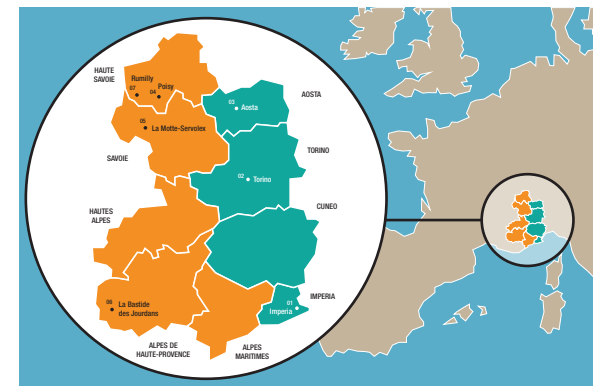 HAUTE
SAVOIE
Rumilly
07
04
Poisy
03
Aosta
AOSTA
05
La Motte-Servolex
SAVOIE
TORINO
02
Torino
HAUTES
ALPES
CUNEO
06
La Bastide
des Jourdans
01
Imperia
IMPERIA
ALPES DE
HAUTE-PROVENCE
ALPES
MARITIMES